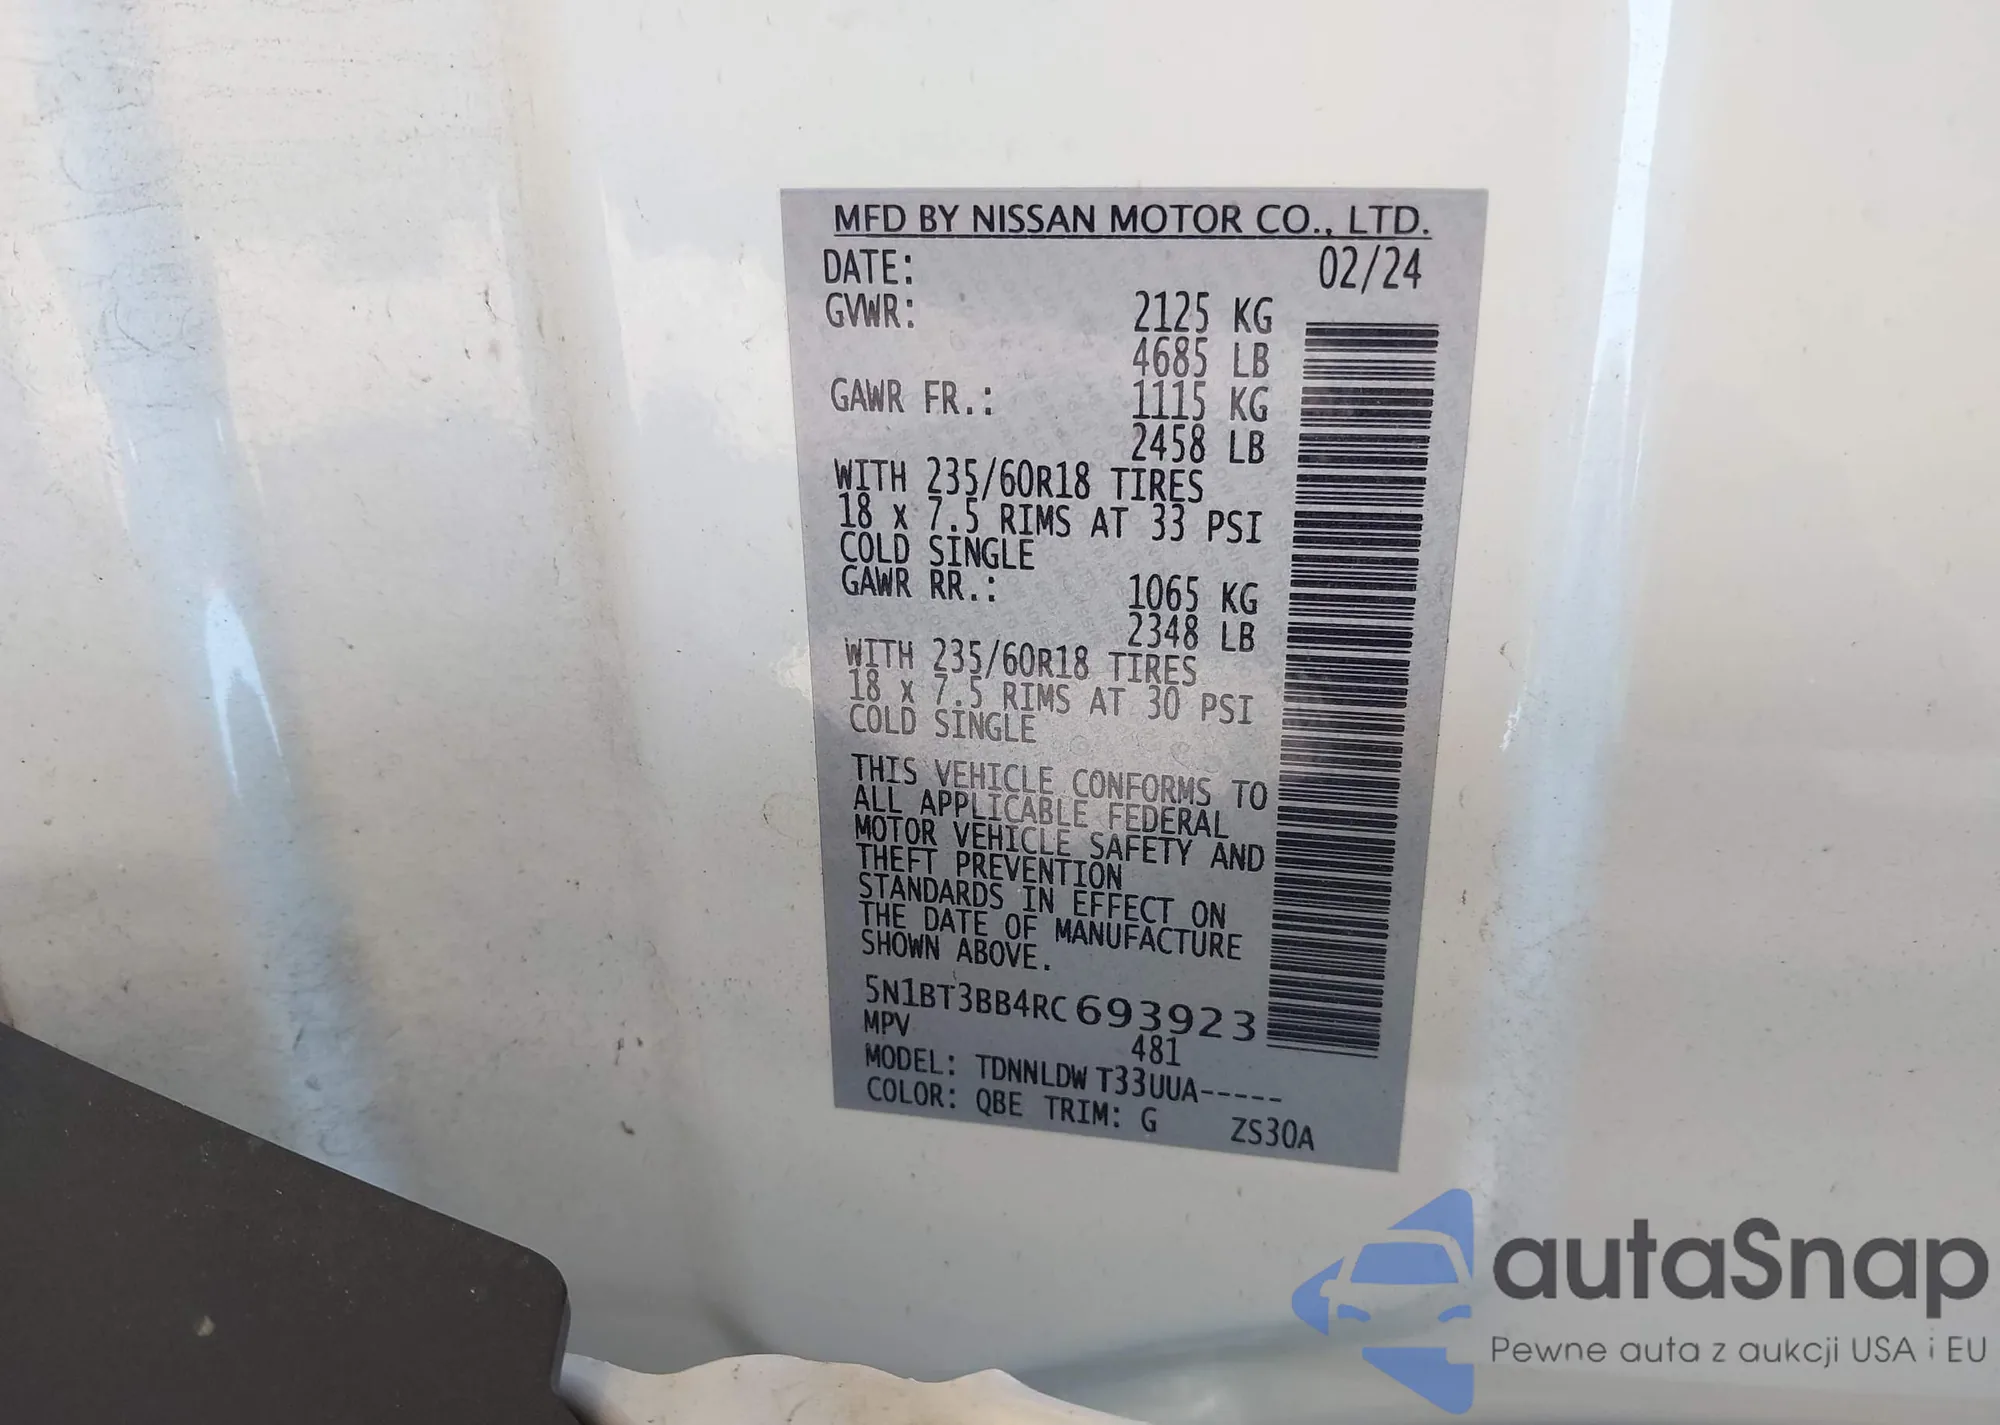 MFD BY NISSAN MOTOR CO., LTD.
DATE: 02/24
GVWR: 2125 KG
4685 LB
GAWR FR.: 1115 KG
2458 LB
WITH 235/60R18 TIRES
18 x 7.5 RIMS AT 33 PSI
COLD SINGLE
GAWR RR.: 1065 KG
2348 LB
WITH 235/60R18 TIRES
18 x 7.5 RIMS AT 30 PSI
COLD SINGLE
THIS VEHICLE CONFORMS TO
ALL APPLICABLE FEDERAL
MOTOR VEHICLE SAFETY AND
THEFT PREVENTION
STANDARDS IN EFFECT ON
THE DATE OF MANUFACTURE
SHOWN ABOVE.
5N1BT3BB4RC693923
MPV 481
MODEL: TDNNLDW T33UUA-----
COLOR: QBE TRIM: G ZS30A
autaSnap
Pewne auta z aukcji USA i EU